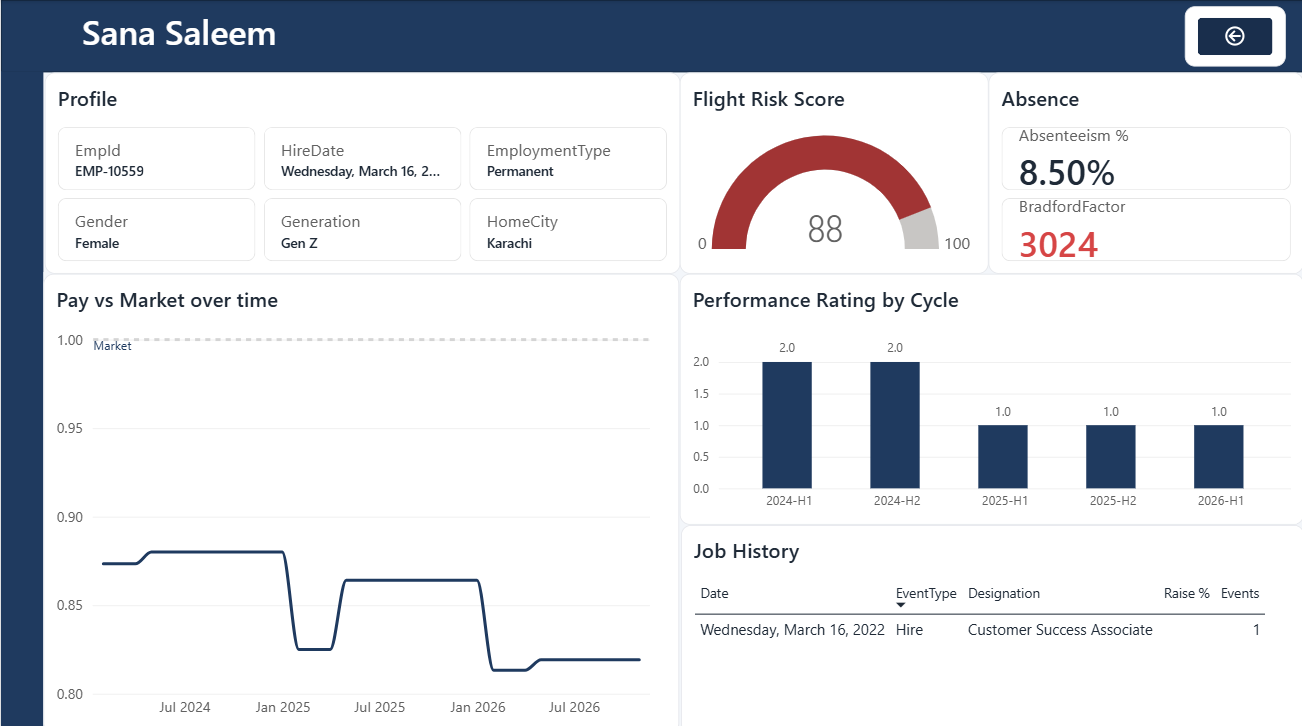 Sana Saleem
Profile
EmpId
EMP-10559
HireDate
Wednesday, March 16, 2...
EmploymentType
Permanent
Gender
Female
Generation
Gen Z
HomeCity
Karachi
Flight Risk Score
0
88
100
Absence
Absenteeism %
8.50%
BradfordFactor
3024
Pay vs Market over time
1.00
Market
0.95
0.90
0.85
0.80
Jul 2024 Jan 2025 Jul 2025 Jan 2026 Jul 2026
Performance Rating by Cycle
2.0 2.0 1.0 1.0 1.0
2.0
1.5
1.0
0.5
0.0
2024-H1 2024-H2 2025-H1 2025-H2 2026-H1
Job History
Date EventType Designation Raise % Events
Wednesday, March 16, 2022 Hire Customer Success Associate 1